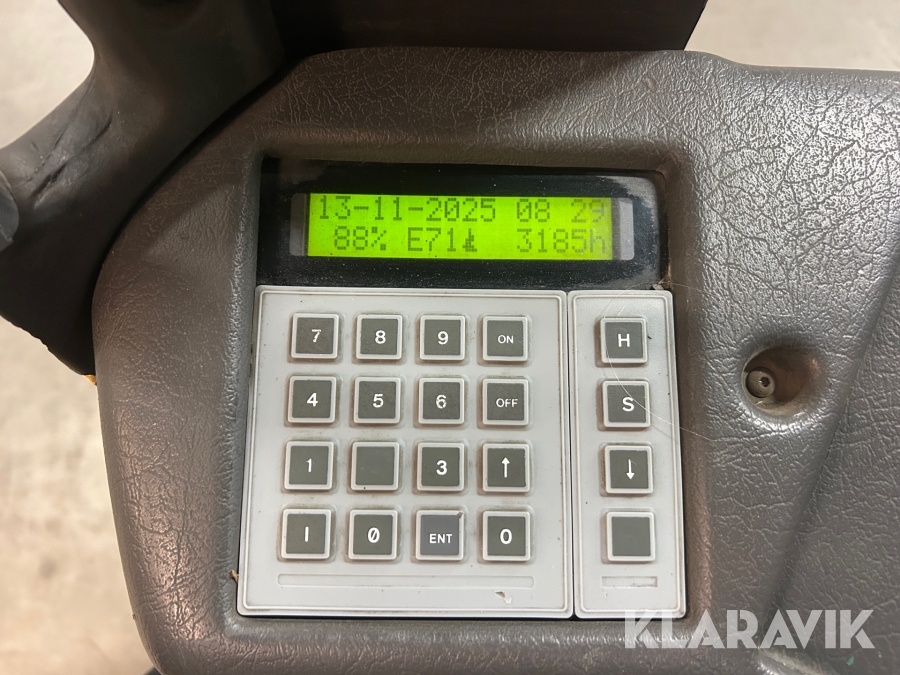 13-11-2025 08 29
88% E71 3185h
7 8 9 ON H
4 5 6 OFF S
1 3 ↑ ↓
I 0 ENT O
KLARAVIK